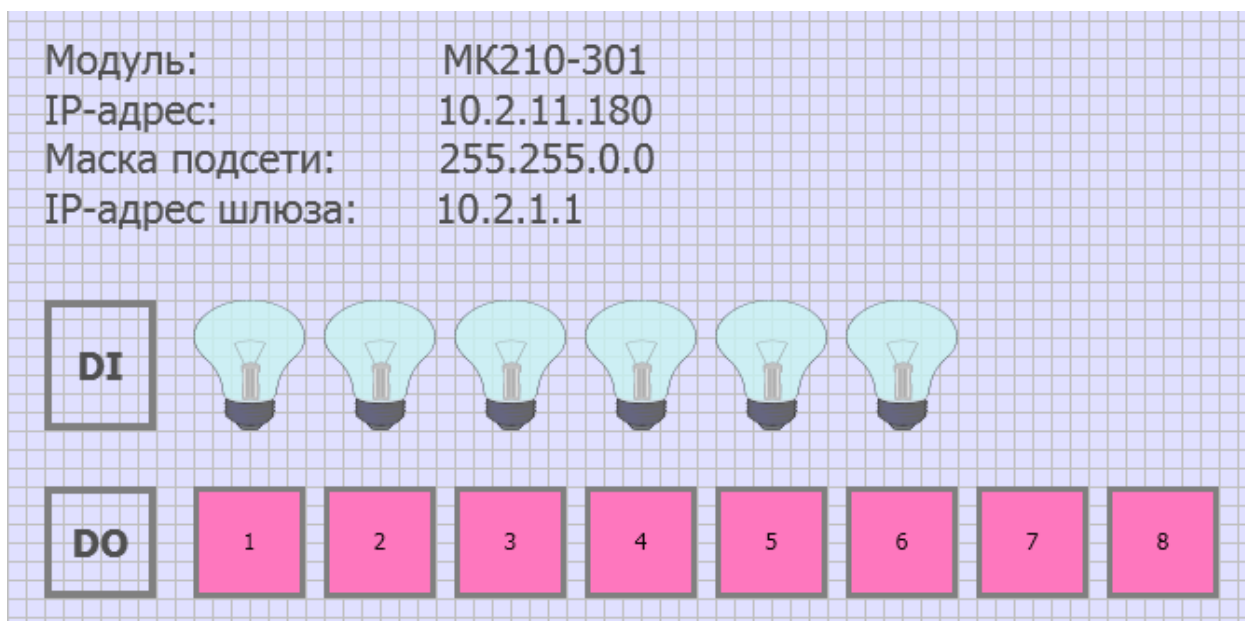 Модуль: МК210-301
IP-адрес: 10.2.11.180
Маска подсети: 255.255.0.0
IP-адрес шлюза: 10.2.1.1
DI
DO 1 2 3 4 5 6 7 8